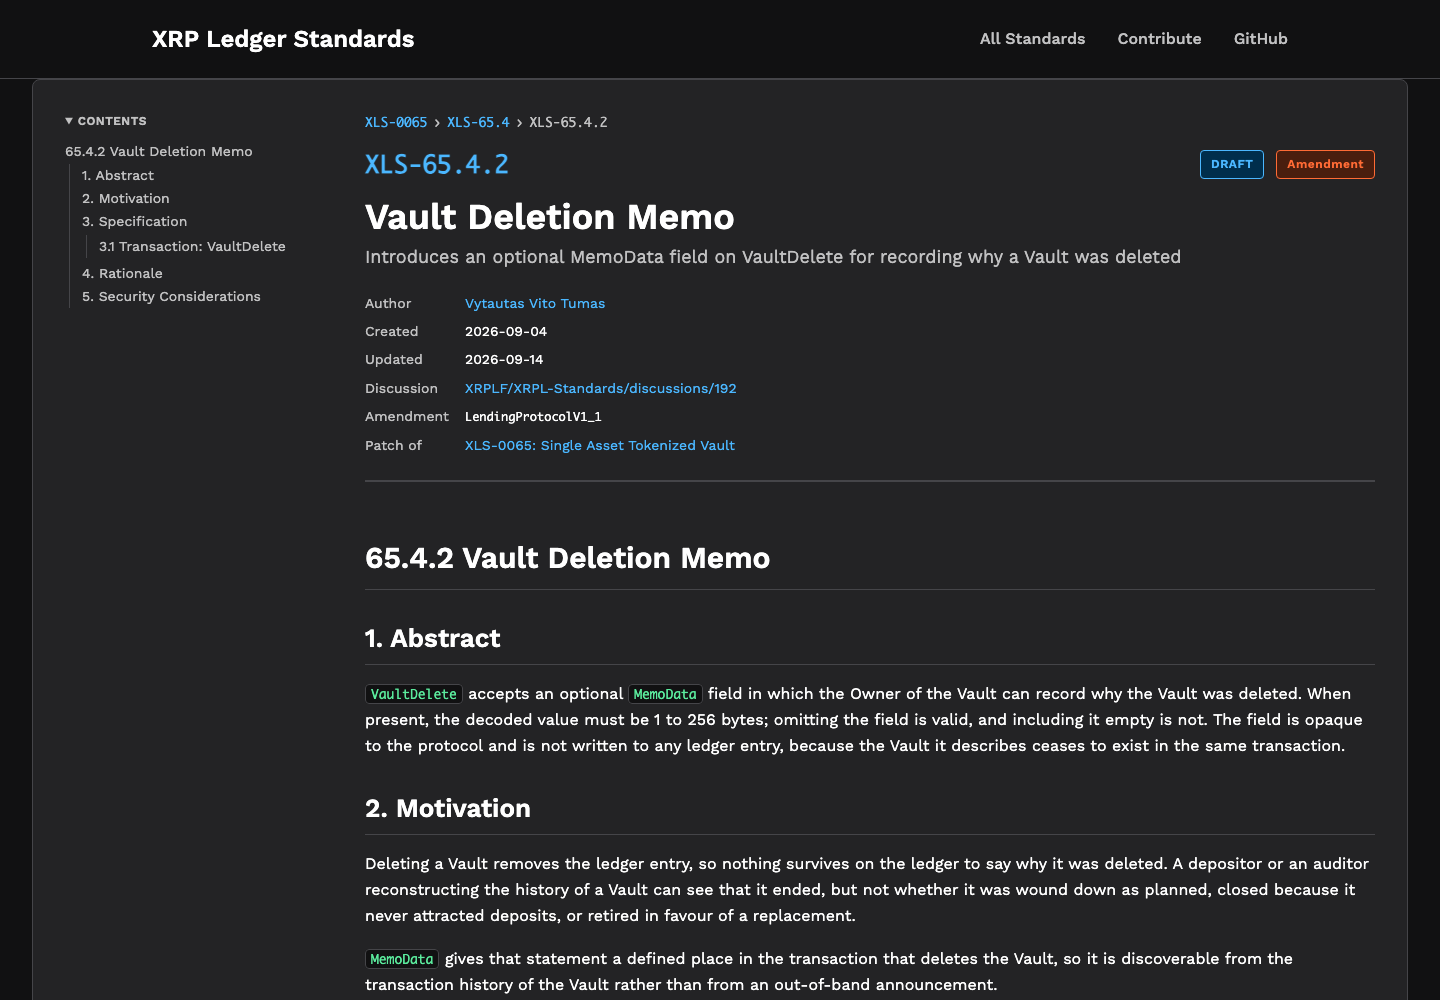 XRP Ledger Standards
All Standards
Contribute
GitHub
▼ CONTENTS
65.4.2 Vault Deletion Memo
1. Abstract
2. Motivation
3. Specification
3.1 Transaction: VaultDelete
4. Rationale
5. Security Considerations
XLS-0065 › XLS-65.4 › XLS-65.4.2
XLS-65.4.2
DRAFT
Amendment
Vault Deletion Memo
Introduces an optional MemoData field on VaultDelete for recording why a Vault was deleted
Author Vytautas Vito Tumas
Created 2026-09-04
Updated 2026-09-14
Discussion XRPLF/XRPL-Standards/discussions/192
Amendment LendingProtocolV1_1
Patch of XLS-0065: Single Asset Tokenized Vault
65.4.2 Vault Deletion Memo
1. Abstract
VaultDelete accepts an optional MemoData field in which the Owner of the Vault can record why the Vault was deleted. When
present, the decoded value must be 1 to 256 bytes; omitting the field is valid, and including it empty is not. The field is opaque
to the protocol and is not written to any ledger entry, because the Vault it describes ceases to exist in the same transaction.
2. Motivation
Deleting a Vault removes the ledger entry, so nothing survives on the ledger to say why it was deleted. A depositor or an auditor
reconstructing the history of a Vault can see that it ended, but not whether it was wound down as planned, closed because it
never attracted deposits, or retired in favour of a replacement.
MemoData gives that statement a defined place in the transaction that deletes the Vault, so it is discoverable from the
transaction history of the Vault rather than from an out-of-band announcement.